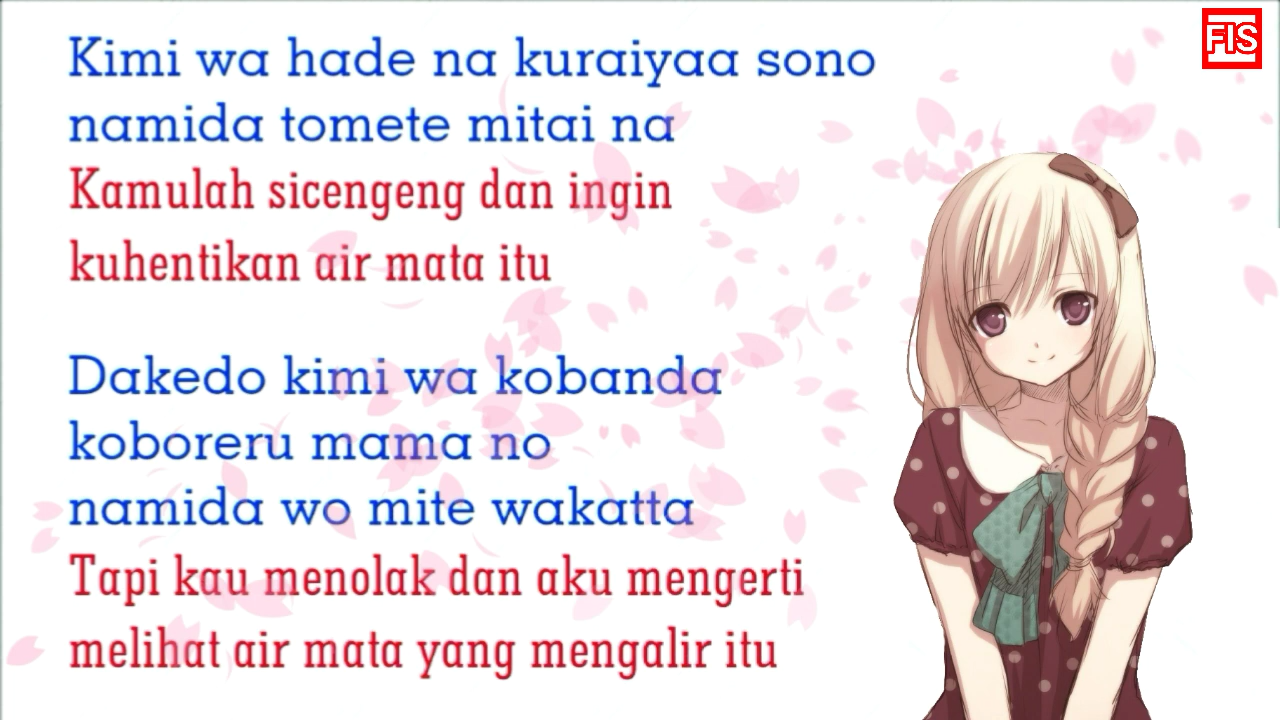 FIS
Kimi wa hade na kuraiyaa sono
namida tomete mitai na
Kamulah sicengeng dan ingin
kuhentikan air mata itu
Dakedo kimi wa kobanda
koboreru mama no
namida wo mite wakatta
Tapi kau menolak dan aku mengerti
melihat air mata yang mengalir itu